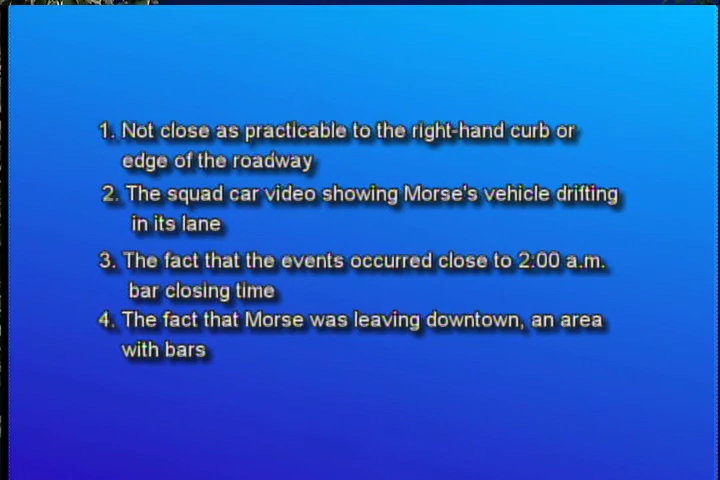 1. Not close as practicable to the right-hand curb or
edge of the roadway
2. The squad car video showing Morse's vehicle drifting
in its lane
3. The fact that the events occurred close to 2:00 a.m.
bar closing time
4. The fact that Morse was leaving downtown, an area
with bars